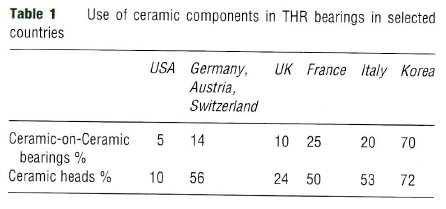 Table 1 Use of ceramic components in THR bearings in selected
countries
USA Germany, UK France Italy Korea
Austria,
Switzerland
Ceramic-on-Ceramic 5 14 10 25 20 70
bearings %
Ceramic heads % 10 56 24 50 53 72